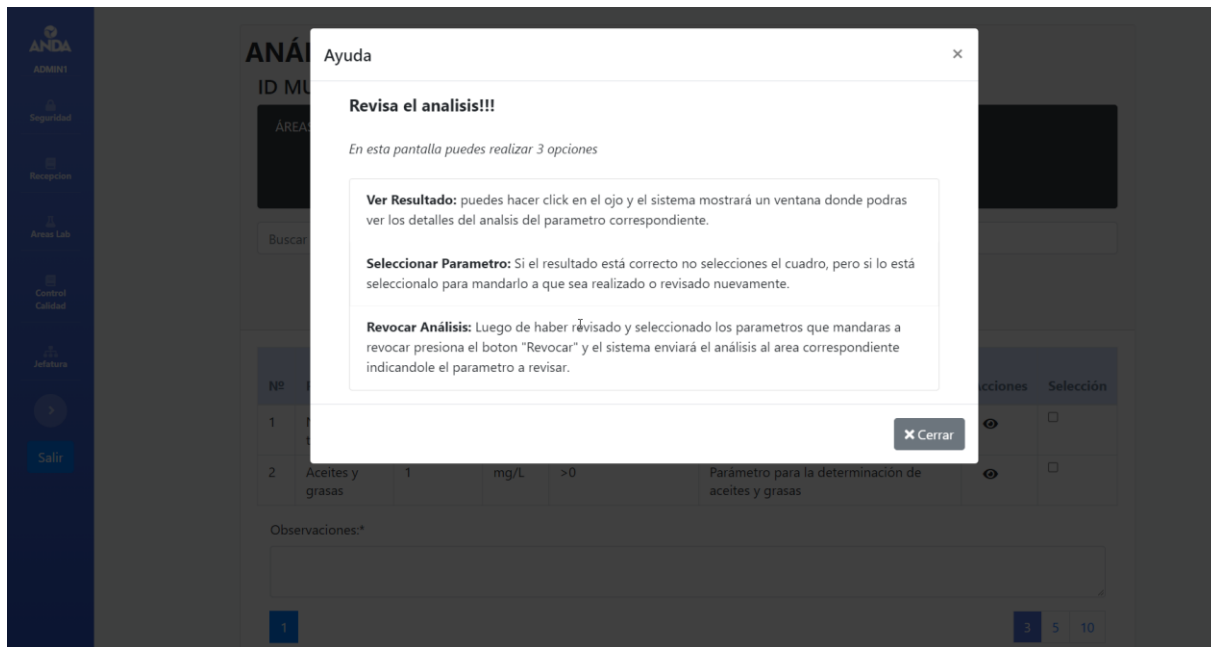 ANDA
ADMIN1
Seguridad
Recepcion
Areas Lab
Control
Calidad
Jefatura
Salir
ID
Buscar
Ayuda
×
Revisa el analisis!!!
En esta pantalla puedes realizar 3 opciones
Ver Resultado: puedes hacer click en el ojo y el sistema mostrará un ventana donde podras
ver los detalles del analsis del parametro correspondiente.
Seleccionar Parametro: Si el resultado está correcto no selecciones el cuadro, pero si lo está
seleccionalo para mandarlo a que sea realizado o revisado nuevamente.
Revocar Análisis: Luego de haber revisado y seleccionado los parametros que mandaras a
revocar presiona el boton "Revocar" y el sistema enviará el análisis al area correspondiente
indicandole el parametro a revisar.
Cerrar
Nº Selección
1
2 Aceites y 1 mg/L >0 Parámetro para la determinación de
grasas aceites y grasas
Observaciones:*
1 3 5 10